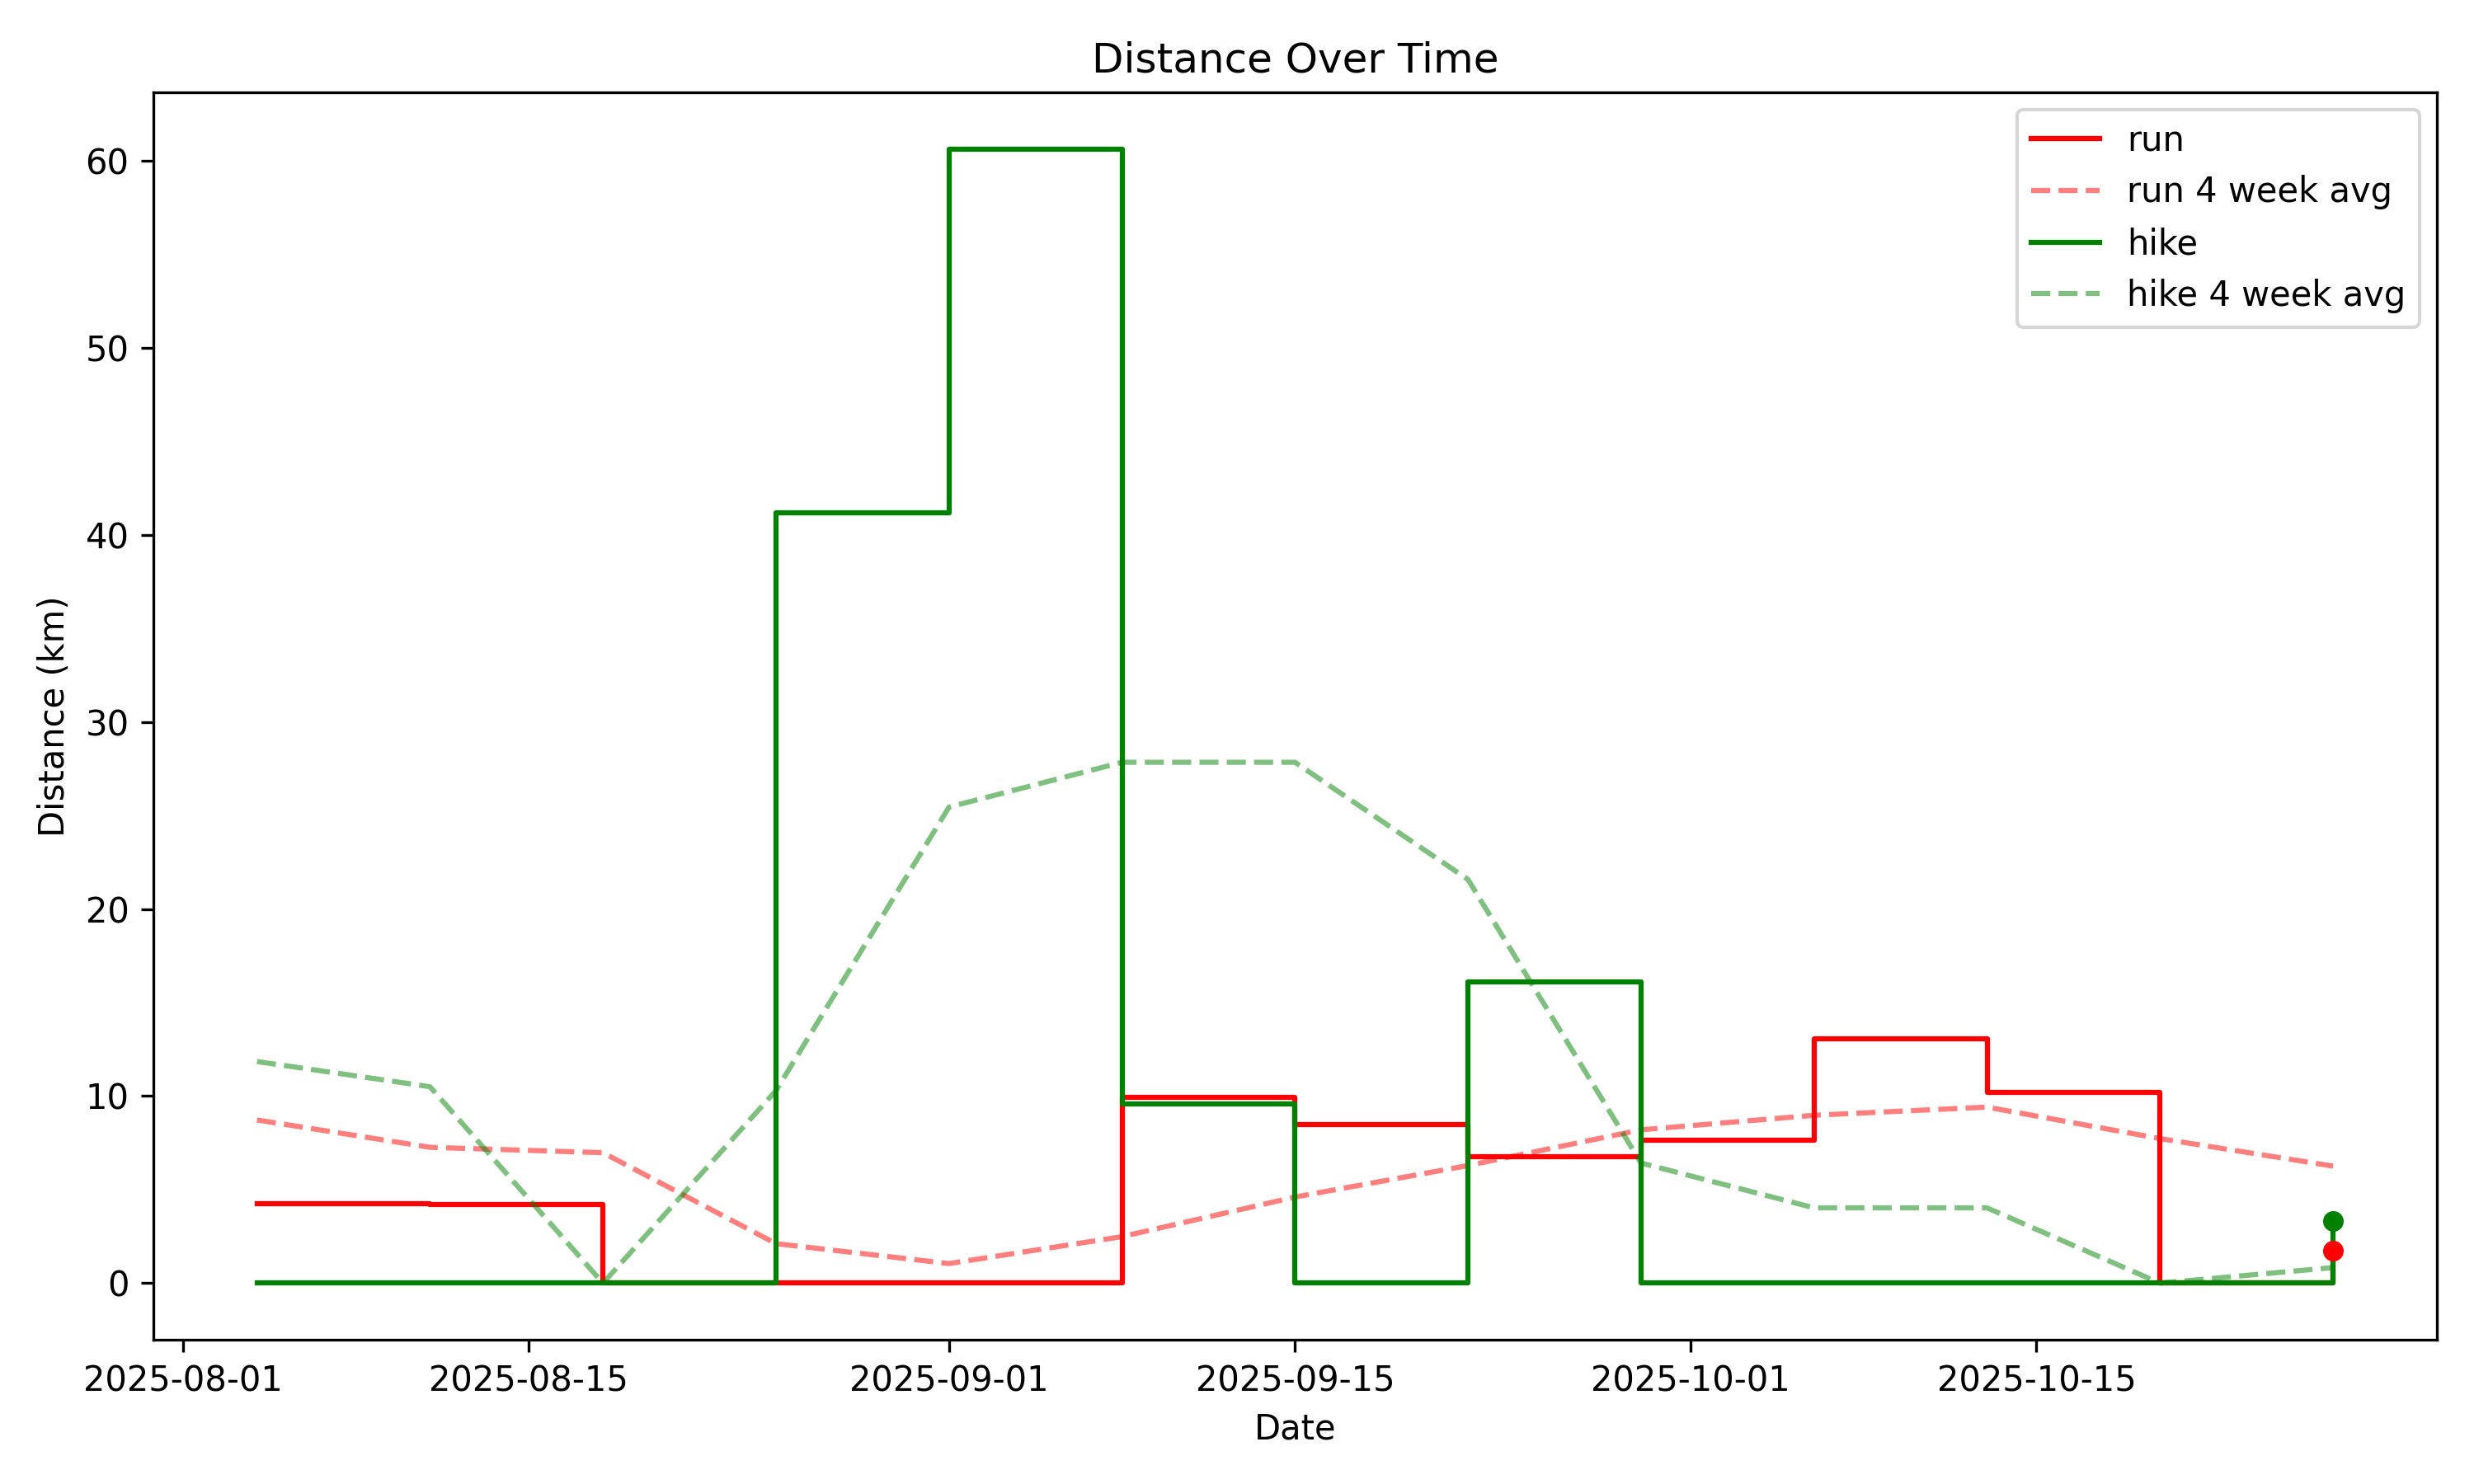 Distance Over Time
run
run 4 week avg
hike
hike 4 week avg
60
50
40
30
20
10
0
Distance (km)
2025-08-01
2025-08-15
2025-09-01
2025-09-15
2025-10-01
2025-10-15
Date